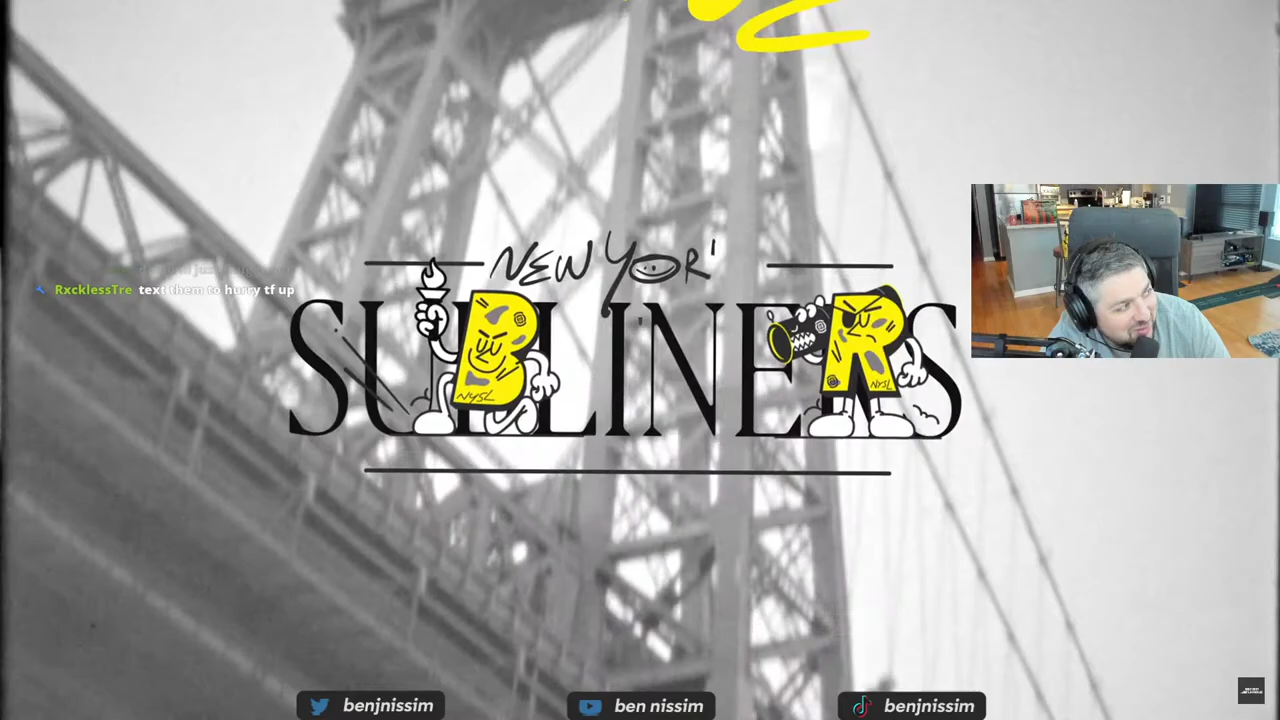 NEW YOR'
SUBLINERS
NYSL
NYSL
RxcklessTre text them to hurry tf up
benjnissim
ben nissim
benjnissim